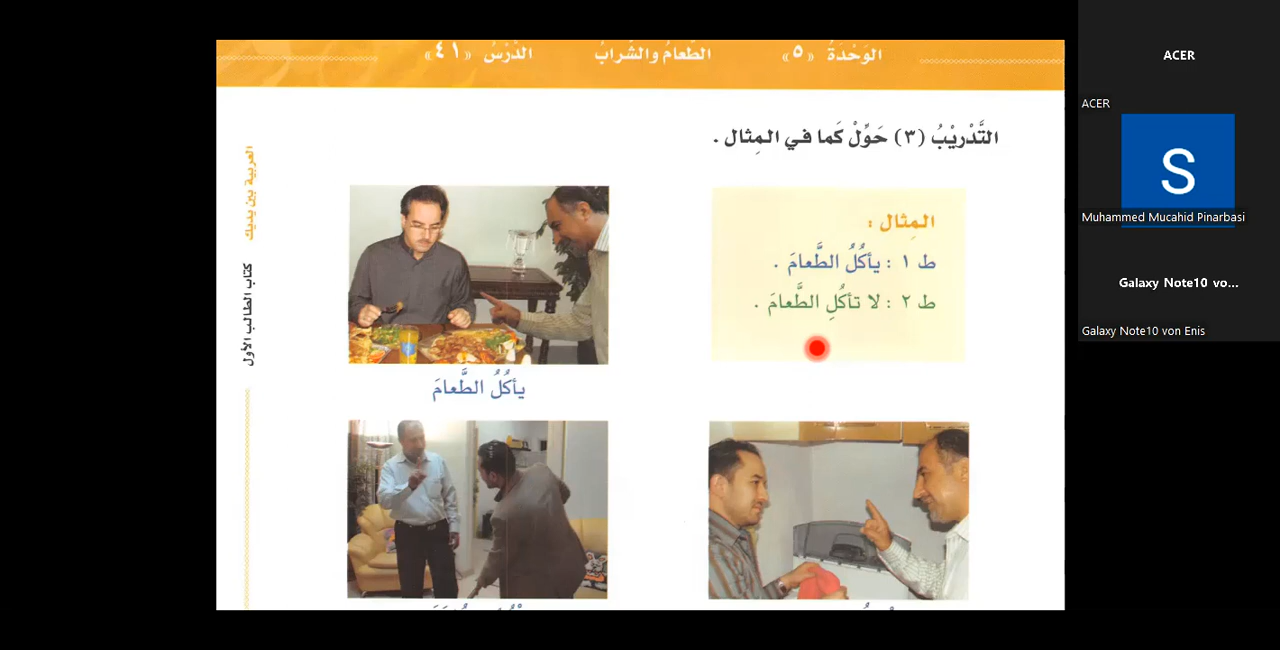 الوَحْدَةُ «٥» الطَّعامُ والشَّرابُ الدَّرْسُ «٤١»
التَّدْرِيْبُ (٣) حَوِّلْ كَما في المِثال .
المِثال :
ط ١ : يأكُلُ الطَّعامَ .
ط ٢ : لا تأكُلِ الطَّعامَ .
يأكُلُ الطَّعامَ
العربية بين يديك
كتاب الطالب الأول
ACER
ACER
S
Muhammed Mucahid Pinarbasi
Galaxy Note10 vo...
Galaxy Note10 von Enis